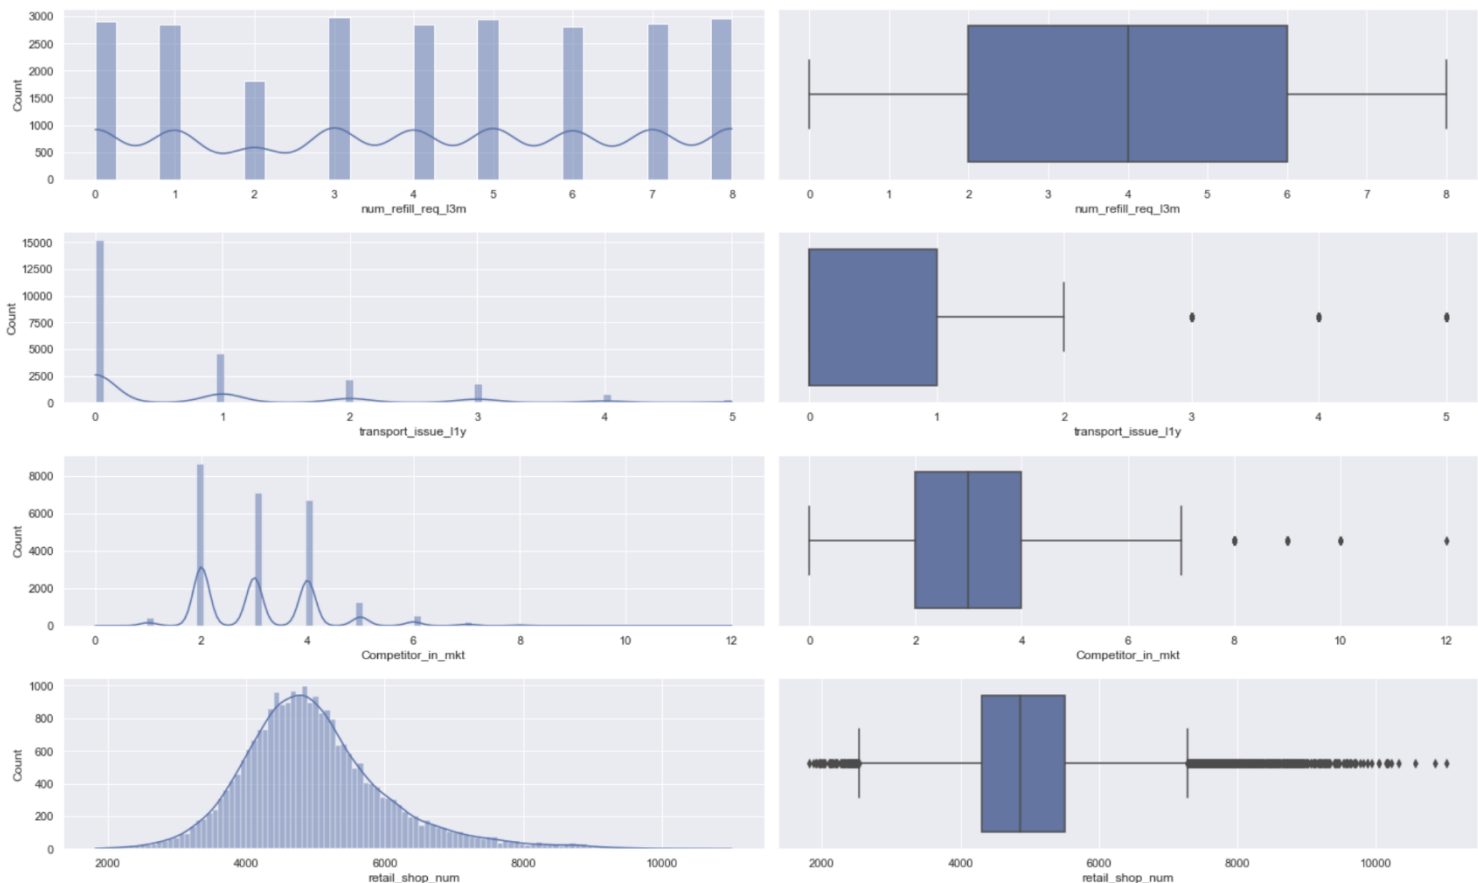 3000
2500
2000
1500
1000
500
0
Count
0 1 2 3 4 5 6 7 8
num_refill_req_l3m
0 1 2 3 4 5 6 7 8
num_refill_req_l3m
15000
12500
10000
7500
5000
2500
0
Count
0 1 2 3 4 5
transport_issue_l1y
0 1 2 3 4 5
transport_issue_l1y
8000
6000
4000
2000
0
Count
0 2 4 6 8 10 12
Competitor_in_mkt
0 2 4 6 8 10 12
Competitor_in_mkt
1000
800
600
400
200
0
Count
2000 4000 6000 8000 10000
retail_shop_num
2000 4000 6000 8000 10000
retail_shop_num